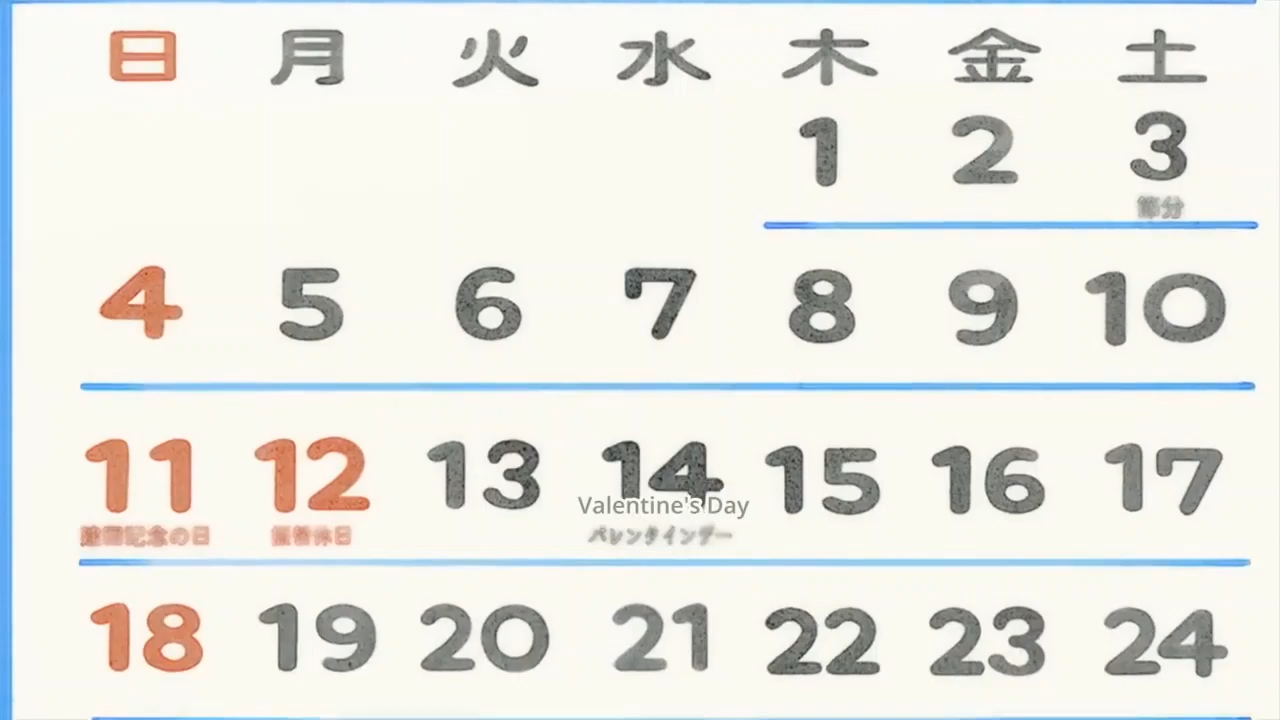 日 月 火 水 木 金 土
1 2 3
節分
4 5 6 7 8 9 10
11 12 13 14 15 16 17
Valentine's Day
建国記念の日 振替休日 バレンタインデー
18 19 20 21 22 23 24